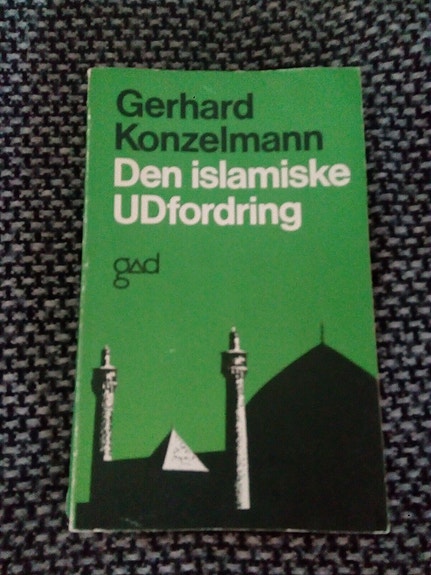 Gerhard
Konzelmann
Den islamiske
UDfordring
gad